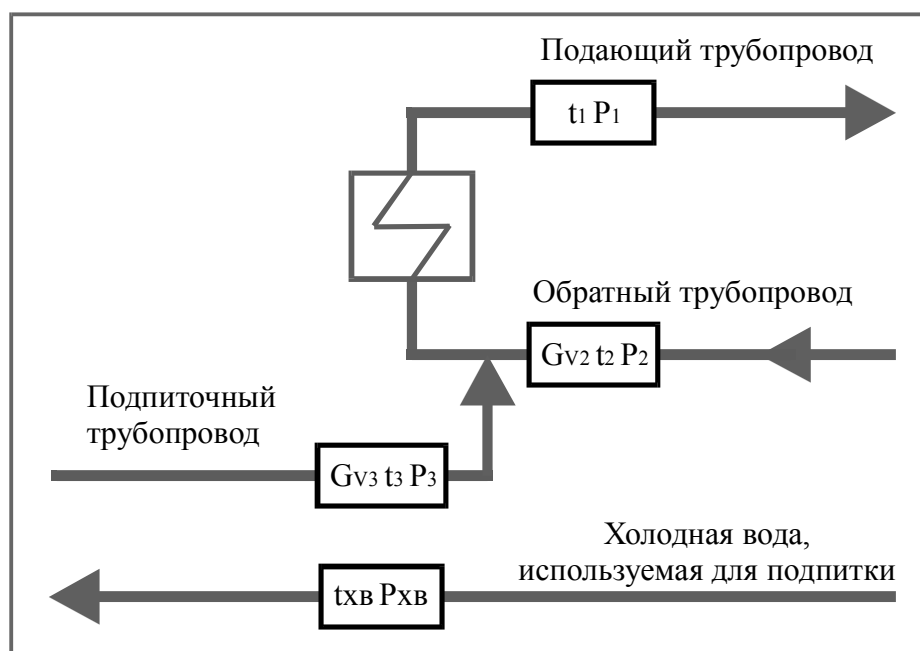 Подающий трубопровод
t1 P1
Обратный трубопровод
GV2 t2 P2
Подпиточный
трубопровод
GV3 t3 P3
Холодная вода,
используемая для подпитки
tхв Pхв